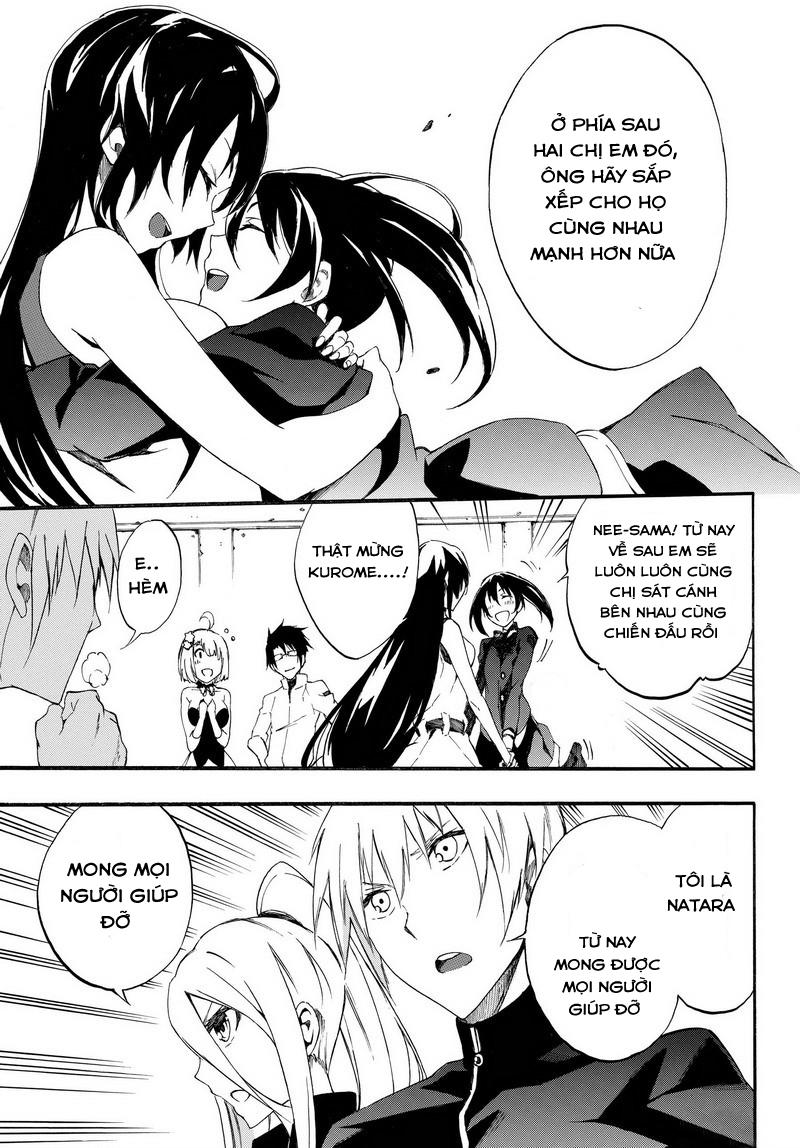 Ở PHÍA SAU
HAI CHỊ EM ĐÓ,
ÔNG HÃY SẮP
XẾP CHO HỌ
CÙNG NHAU
MẠNH HƠN NỮA
NEE-SAMA! TỪ NAY
VỀ SAU EM SẼ
LUÔN LUÔN CÙNG
CHỊ SÁT CÁNH
BÊN NHAU CÙNG
CHIẾN ĐẤU RỒI
THẬT MỪNG
KUROME....!
E..
HÈM
TÔI LÀ
NATARA
TỪ NAY
MONG ĐƯỢC
MỌI NGƯỜI
GIÚP ĐỠ
MONG MỌI
NGƯỜI GIÚP
ĐỠ